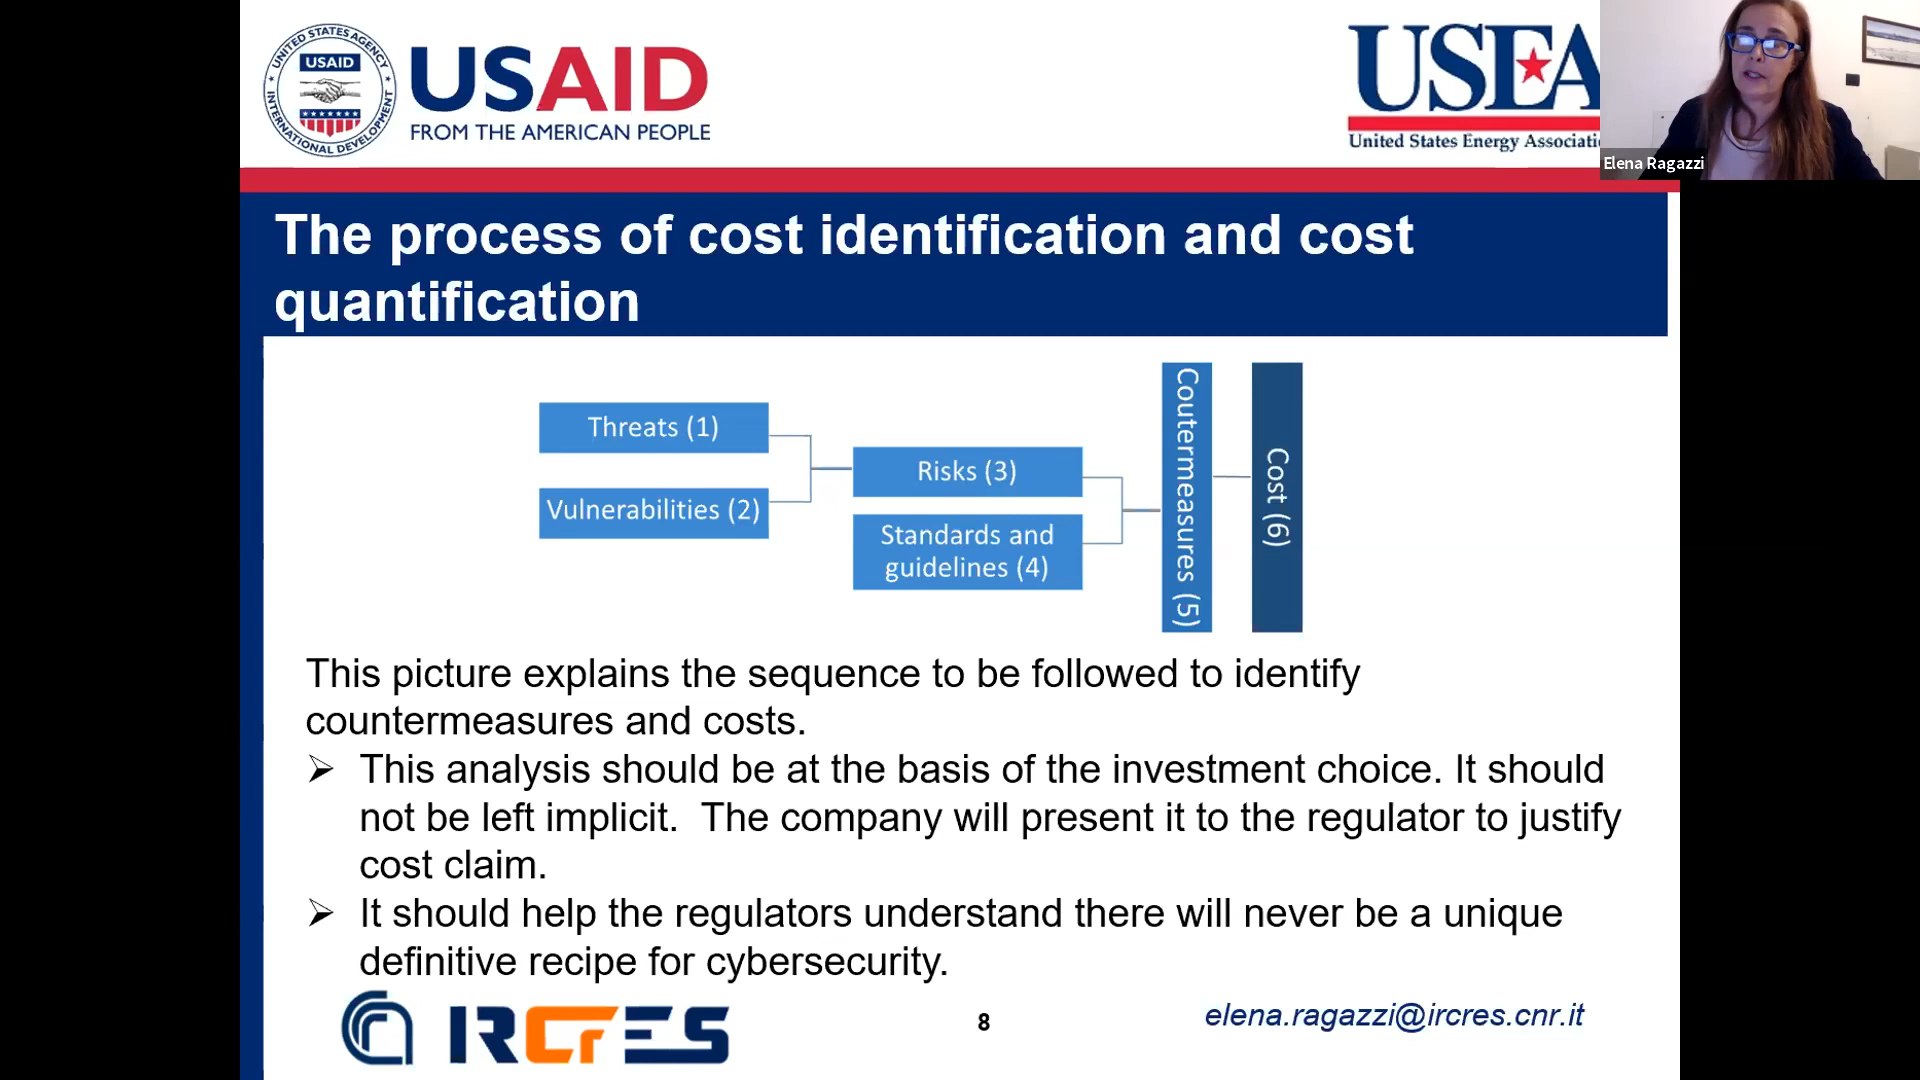 UNITED STATES AGENCY
USAID
INTERNATIONAL DEVELOPMENT
USAID
FROM THE AMERICAN PEOPLE
USEA
United States Energy Associati
Elena Ragazzi
The process of cost identification and cost
quantification
Threats (1)
Vulnerabilities (2)
Risks (3)
Standards and
guidelines (4)
Coutermeasures (5)
Cost (6)
This picture explains the sequence to be followed to identify
countermeasures and costs.
➢ This analysis should be at the basis of the investment choice. It should
not be left implicit. The company will present it to the regulator to justify
cost claim.
➢ It should help the regulators understand there will never be a unique
definitive recipe for cybersecurity.
IRCrES
8
elena.ragazzi@ircres.cnr.it